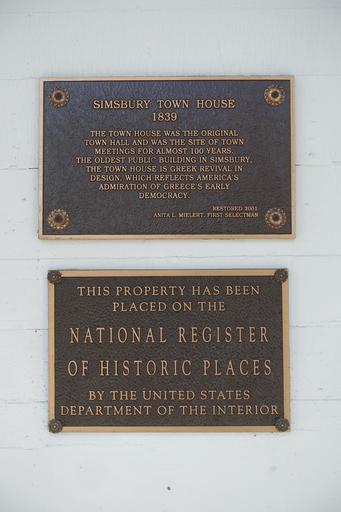 SIMSBURY TOWN HOUSE
1839
THE TOWN HOUSE WAS THE ORIGINAL
TOWN HALL AND WAS THE SITE OF TOWN
MEETINGS FOR ALMOST 100 YEARS.
THE OLDEST PUBLIC BUILDING IN SIMSBURY,
THE TOWN HOUSE IS GREEK REVIVAL IN
DESIGN, WHICH REFLECTS AMERICA'S
ADMIRATION OF GREECE'S EARLY
DEMOCRACY.
RESTORED 2001
ANITA L. MIELERT, FIRST SELECTMAN
THIS PROPERTY HAS BEEN
PLACED ON THE
NATIONAL REGISTER
OF HISTORIC PLACES
BY THE UNITED STATES
DEPARTMENT OF THE INTERIOR